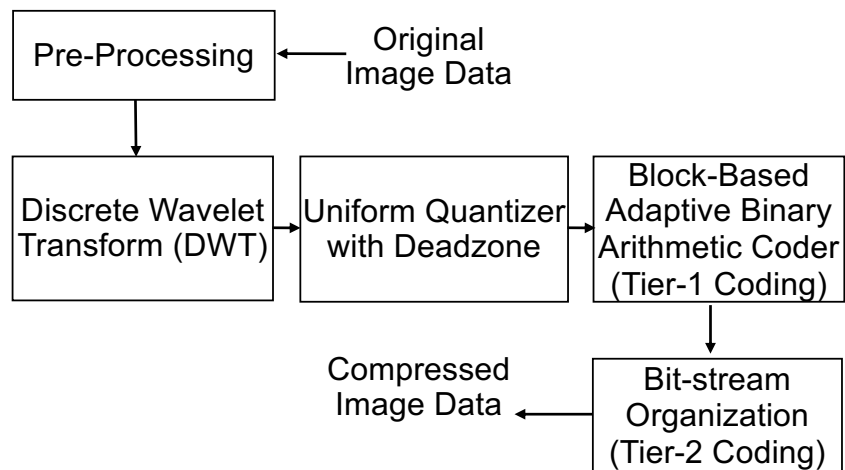 Pre-Processing
Original
Image Data
Discrete Wavelet
Transform (DWT)
Uniform Quantizer
with Deadzone
Block-Based
Adaptive Binary
Arithmetic Coder
(Tier-1 Coding)
Compressed
Image Data
Bit-stream
Organization
(Tier-2 Coding)